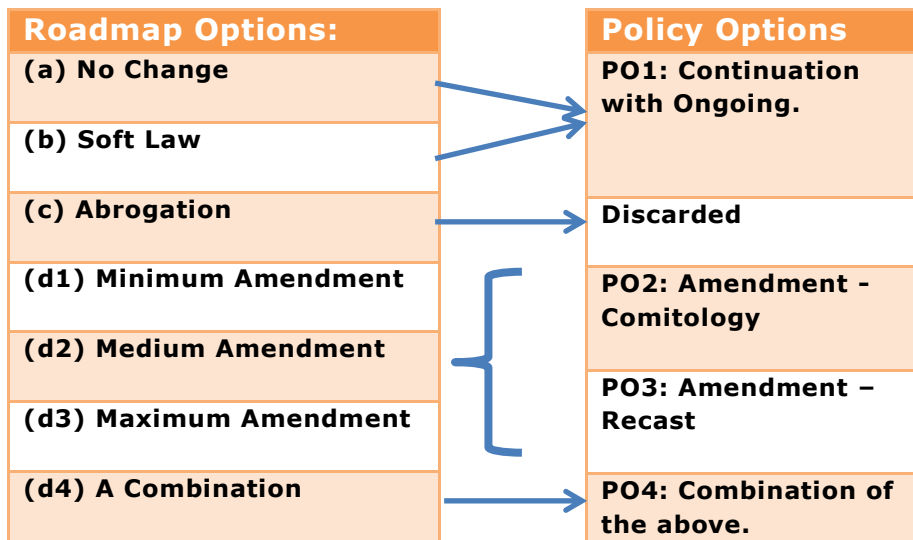 Roadmap Options:
(a) No Change
(b) Soft Law
(c) Abrogation
(d1) Minimum Amendment
(d2) Medium Amendment
(d3) Maximum Amendment
(d4) A Combination
Policy Options
PO1: Continuation
with Ongoing.
Discarded
PO2: Amendment -
Comitology
PO3: Amendment –
Recast
PO4: Combination of
the above.